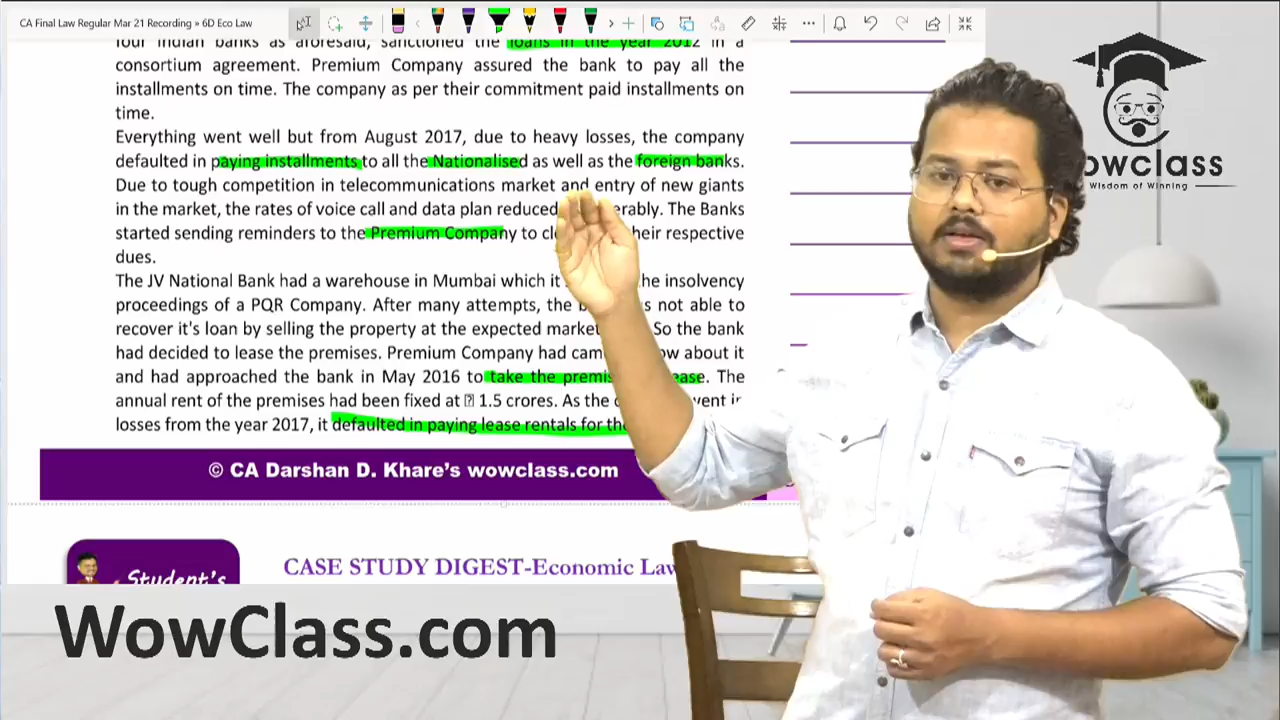 CA Final Law Regular Mar 21 Recording » 6D Eco Law
four Indian banks as aforesaid, sanctioned the loans in the year 2012 in a
consortium agreement. Premium Company assured the bank to pay all the
installments on time. The company as per their commitment paid installments on
time.
Everything went well but from August 2017, due to heavy losses, the company
defaulted in paying installments to all the Nationalised as well as the foreign banks.
Due to tough competition in telecommunications market and entry of new giants
in the market, the rates of voice call and data plan reduced
The Banks
started sending reminders to the Premium Company to
their respective
dues.
The JV National Bank had a warehouse in Mumbai which
the insolvency
proceedings of a PQR Company. After many attempts, the
not able to
recover it's loan by selling the property at the expected market
So the bank
had decided to lease the premises. Premium Company had
about it
and had approached the bank in May 2016 to take the
The
annual rent of the premises had been fixed at 1.5 crores. As the
losses from the year 2017, it defaulted in paying lease rentals for
© CA Darshan D. Khare's wowclass.com
Student's
CASE STUDY DIGEST-Economic Law
WowClass.com
wowclass
Wisdom of Winning